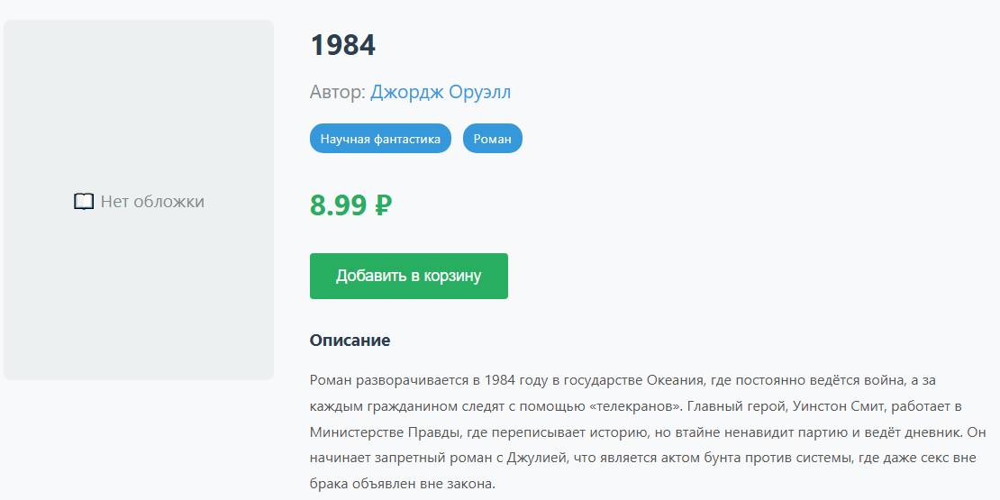 1984
Автор: Джордж Оруэлл
Научная фантастика Роман
📖 Нет обложки
8.99 ₽
Добавить в корзину
Описание
Роман разворачивается в 1984 году в государстве Океания, где постоянно ведётся война, а за
каждым гражданином следят с помощью «телекранов». Главный герой, Уинстон Смит, работает в
Министерстве Правды, где переписывает историю, но втайне ненавидит партию и ведёт дневник. Он
начинает запретный роман с Джулией, что является актом бунта против системы, где даже секс вне
брака объявлен вне закона.